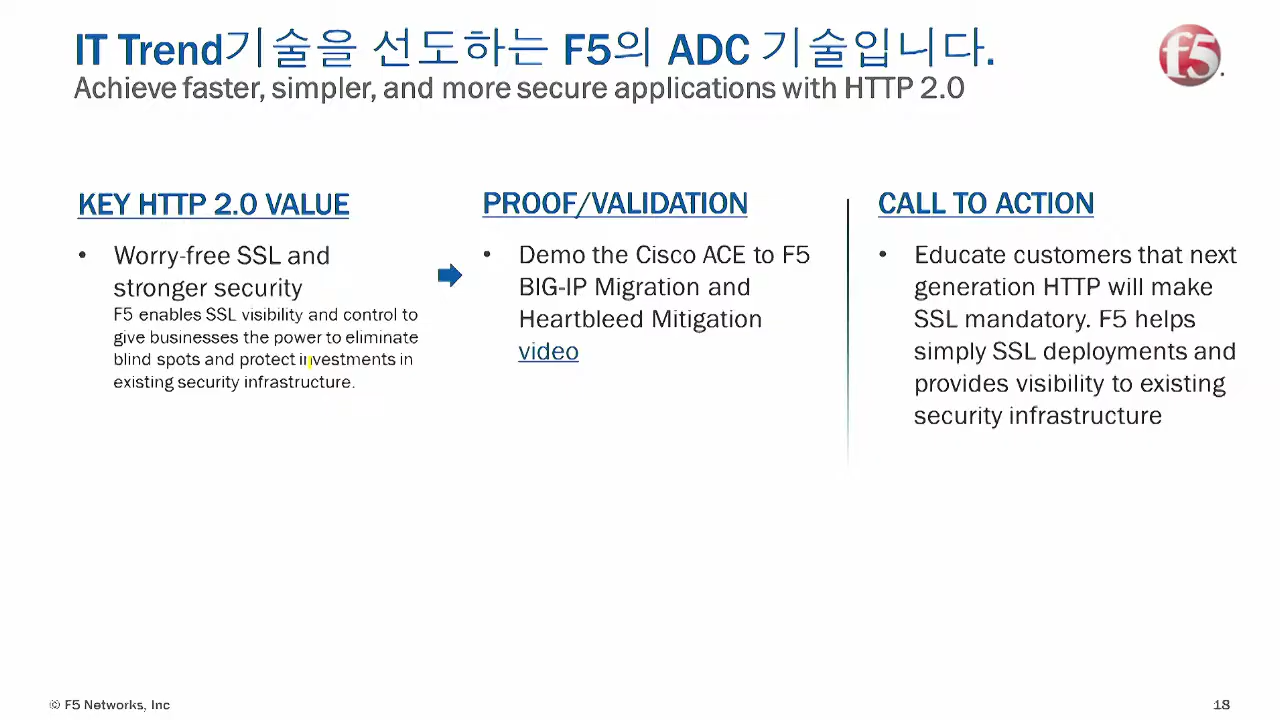 IT Trend기술을 선도하는 F5의 ADC 기술입니다.
Achieve faster, simpler, and more secure applications with HTTP 2.0
f5.
KEY HTTP 2.0 VALUE
• Worry-free SSL and
stronger security
F5 enables SSL visibility and control to
give businesses the power to eliminate
blind spots and protect investments in
existing security infrastructure.
PROOF/VALIDATION
• Demo the Cisco ACE to F5
BIG-IP Migration and
Heartbleed Mitigation
video
CALL TO ACTION
• Educate customers that next
generation HTTP will make
SSL mandatory. F5 helps
simply SSL deployments and
provides visibility to existing
security infrastructure
© F5 Networks, Inc
18